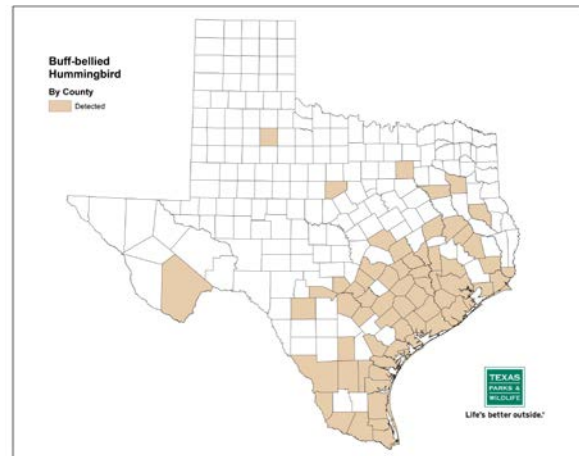 Buff-bellied
Hummingbird
By County
Detected
TEXAS
PARKS &
WILDLIFE
Life's better outside.®